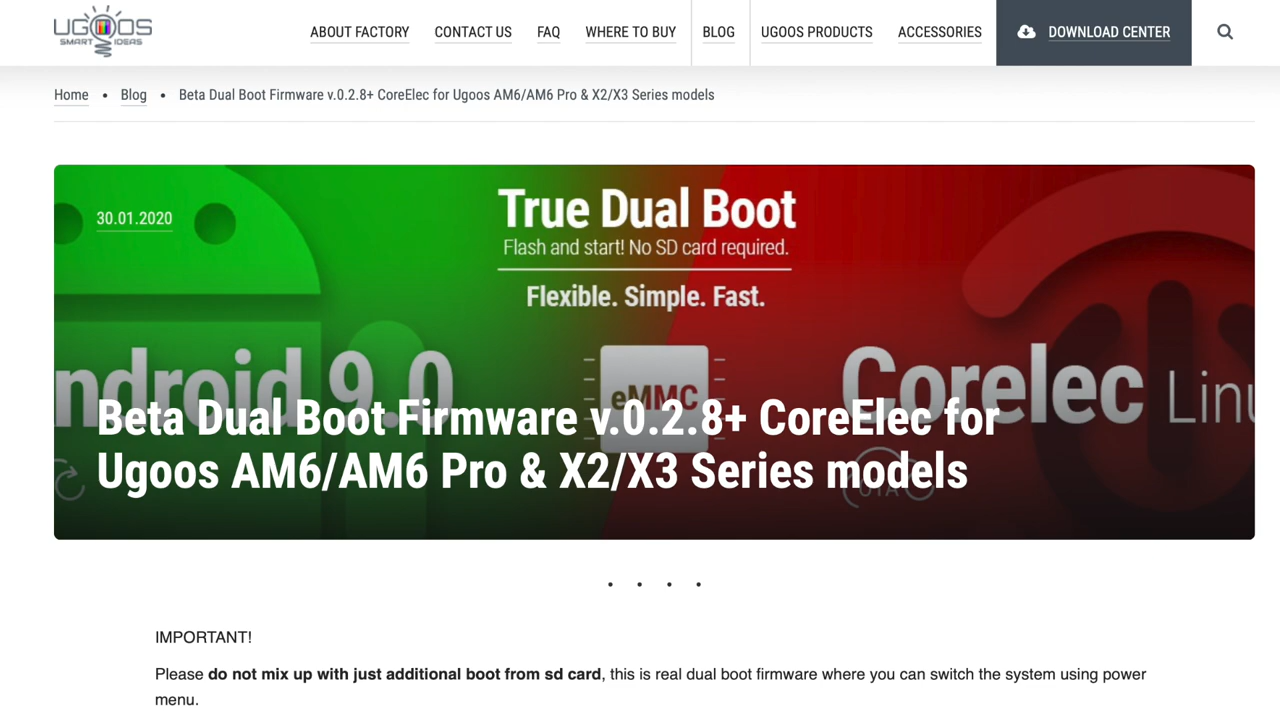 UGOOS
SMART IDEAS
ABOUT FACTORY
CONTACT US
FAQ
WHERE TO BUY
BLOG
UGOOS PRODUCTS
ACCESSORIES
DOWNLOAD CENTER
Home • Blog • Beta Dual Boot Firmware v.0.2.8+ CoreElec for Ugoos AM6/AM6 Pro & X2/X3 Series models
30.01.2020
True Dual Boot
Flash and start! No SD card required.
Flexible. Simple. Fast.
ndroid 9.0
eMMC
Corelec Linu
Beta Dual Boot Firmware v.0.2.8+ CoreElec for
Ugoos AM6/AM6 Pro & X2/X3 Series models
OTA
IMPORTANT!
Please do not mix up with just additional boot from sd card, this is real dual boot firmware where you can switch the system using power
menu.